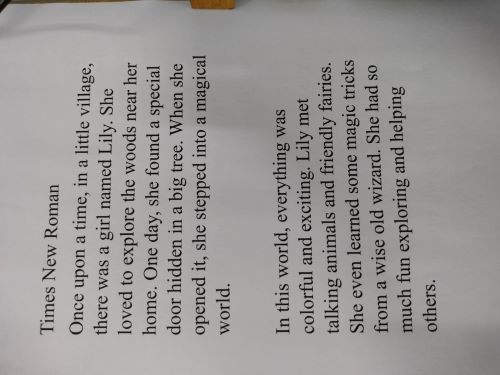 Times New Roman
Once upon a time, in a little village,
there was a girl named Lily. She
loved to explore the woods near her
home. One day, she found a special
door hidden in a big tree. When she
opened it, she stepped into a magical
world.
In this world, everything was
colorful and exciting. Lily met
talking animals and friendly fairies.
She even learned some magic tricks
from a wise old wizard. She had so
much fun exploring and helping
others.